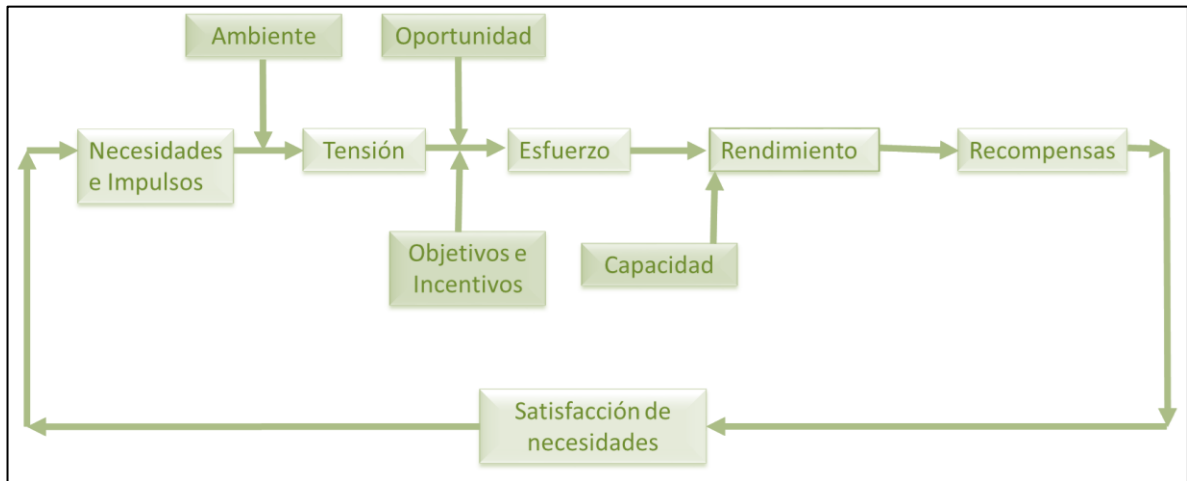 Ambiente
Oportunidad
Necesidades
e Impulsos
Tensión
Esfuerzo
Rendimiento
Recompensas
Objetivos e
Incentivos
Capacidad
Satisfacción de
necesidades